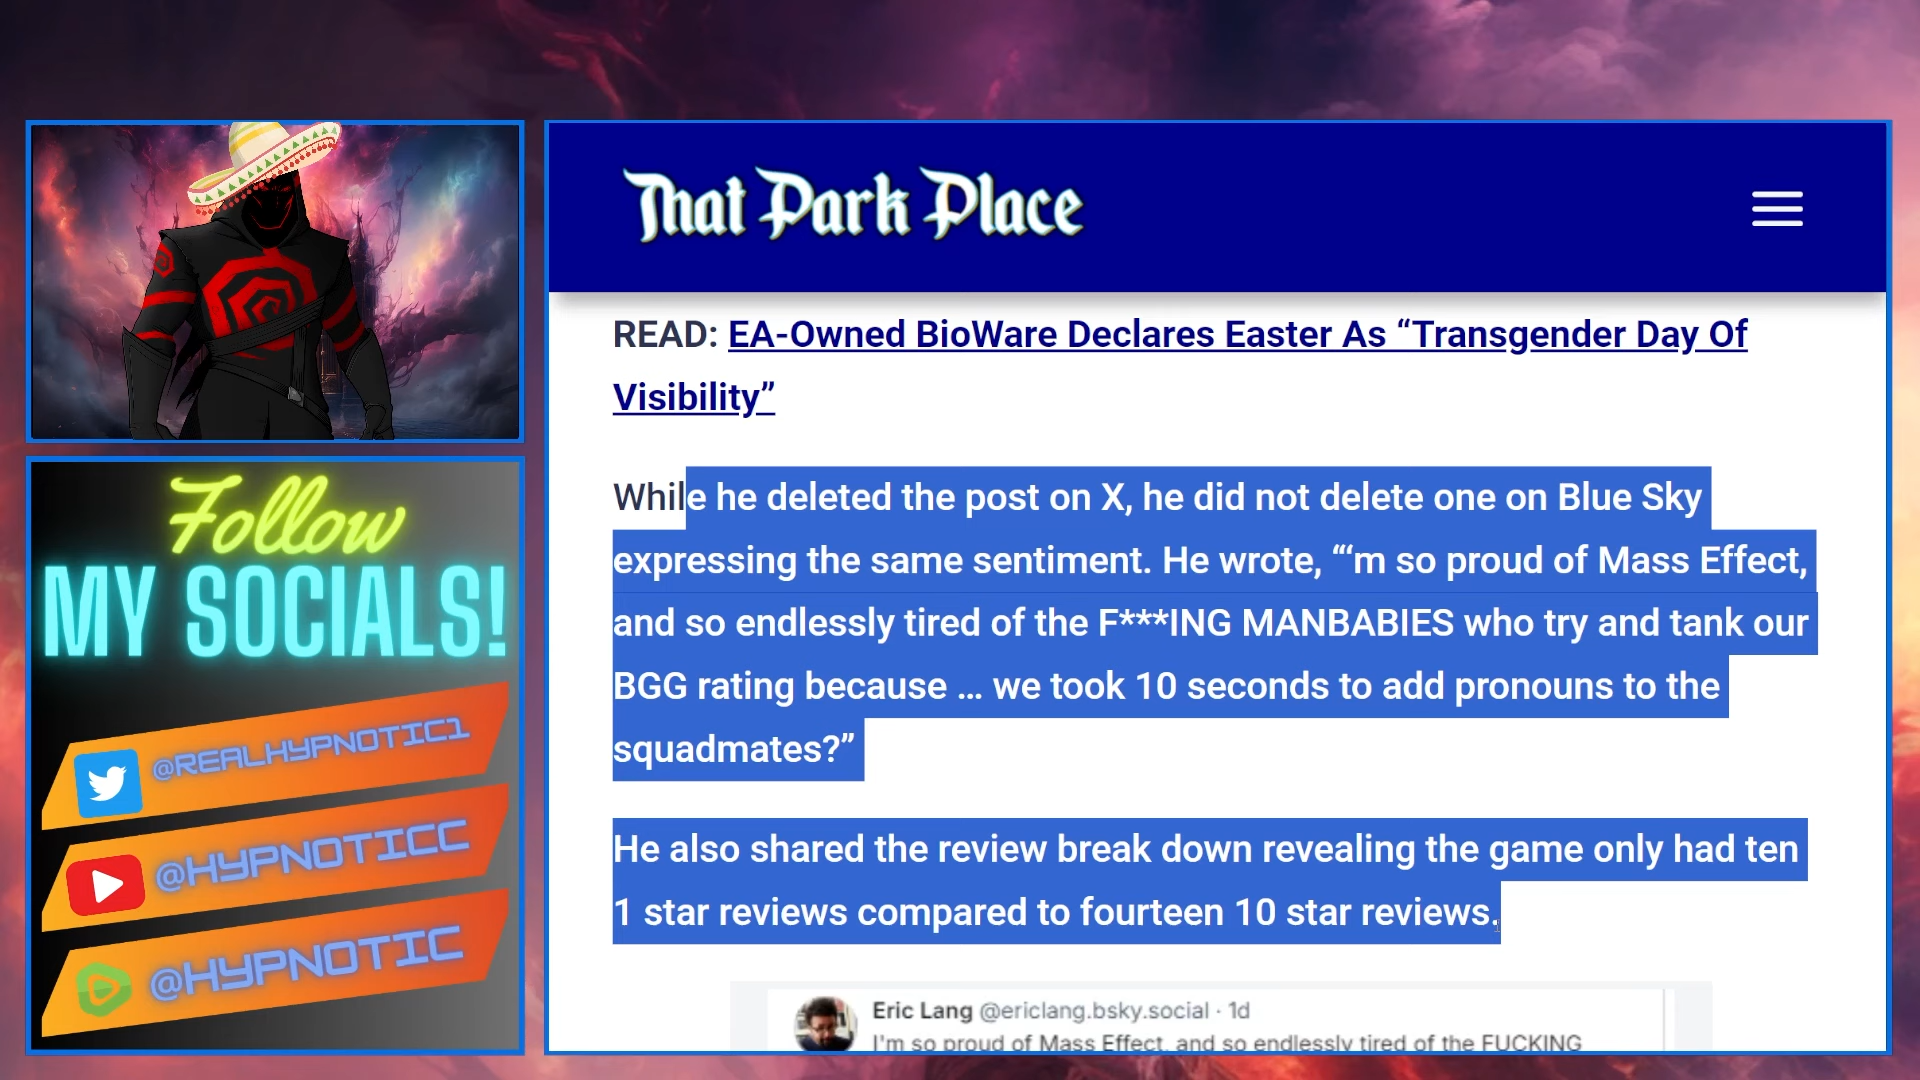 That Park Place
READ: EA-Owned BioWare Declares Easter As “Transgender Day Of
Visibility”
While he deleted the post on X, he did not delete one on Blue Sky
expressing the same sentiment. He wrote, “‘m so proud of Mass Effect,
and so endlessly tired of the F***ING MANBABIES who try and tank our
BGG rating because … we took 10 seconds to add pronouns to the
squadmates?”
He also shared the review break down revealing the game only had ten
1 star reviews compared to fourteen 10 star reviews.
Eric Lang @ericlang.bsky.social · 1d
I'm so proud of Mass Effect, and so endlessly tired of the FUCKING
Follow
MY SOCIALS!
@REALHYPNOTIC1
@HYPNOTICC
@HYPNOTIC